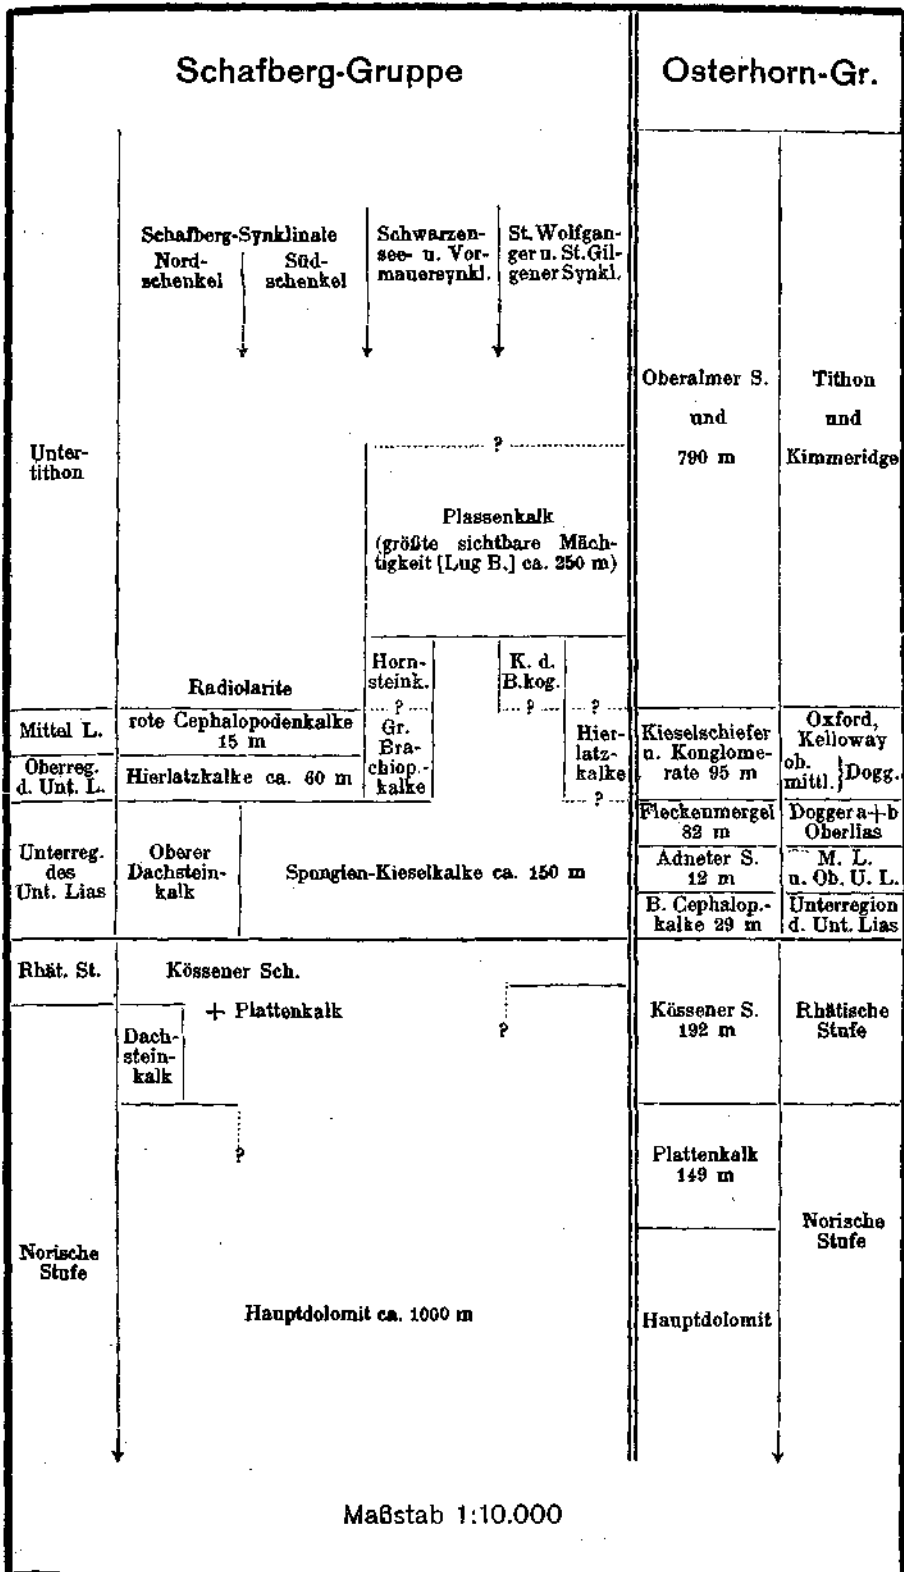 Schafberg-Gruppe
Osterhorn-Gr.
Schafberg-Synklinale
Nord-
schenkel
Süd-
schenkel
Schwarzen-
see- u. Vor-
mauersynkl.
St. Wolfgan-
ger u. St. Gil-
gener Synkl.
Unter-
tithon
?
Plassenkalk
(größte sichtbare Mäch-
tigkeit [Lug B.] ca. 250 m)
Oberalmer S.
und
790 m
Tithon
und
Kimmeridge
Radiolarite
Horn-
steink.
?
K. d.
B.kog.
?
?
Mittel L.
rote Cephalopodenkalke
15 m
Gr.
Bra-
chiop.-
kalke
Hier-
latz-
kalke
?
Oberreg.
d. Unt. L.
Hierlatzkalke ca. 60 m
Kieselschiefer
u. Konglome-
rate 95 m
Oxford,
Kelloway
ob.
mittl. } Dogg.
Fleckenmergel
82 m
Dogger a+b
Oberlias
Unterreg.
des
Unt. Lias
Oberer
Dachstein-
kalk
Spongien-Kieselkalke ca. 150 m
Adneter S.
12 m
M. L.
u. Ob. U. L.
B. Cephalop.-
kalke 29 m
Unterregion
d. Unt. Lias
Rhät. St.
Kössener Sch.
+ Plattenkalk
?
Dach-
stein-
kalk
?
Kössener S.
192 m
Rhätische
Stufe
Plattenkalk
149 m
Norische
Stufe
Norische
Stufe
Hauptdolomit ca. 1000 m
Hauptdolomit
Maßstab 1:10.000